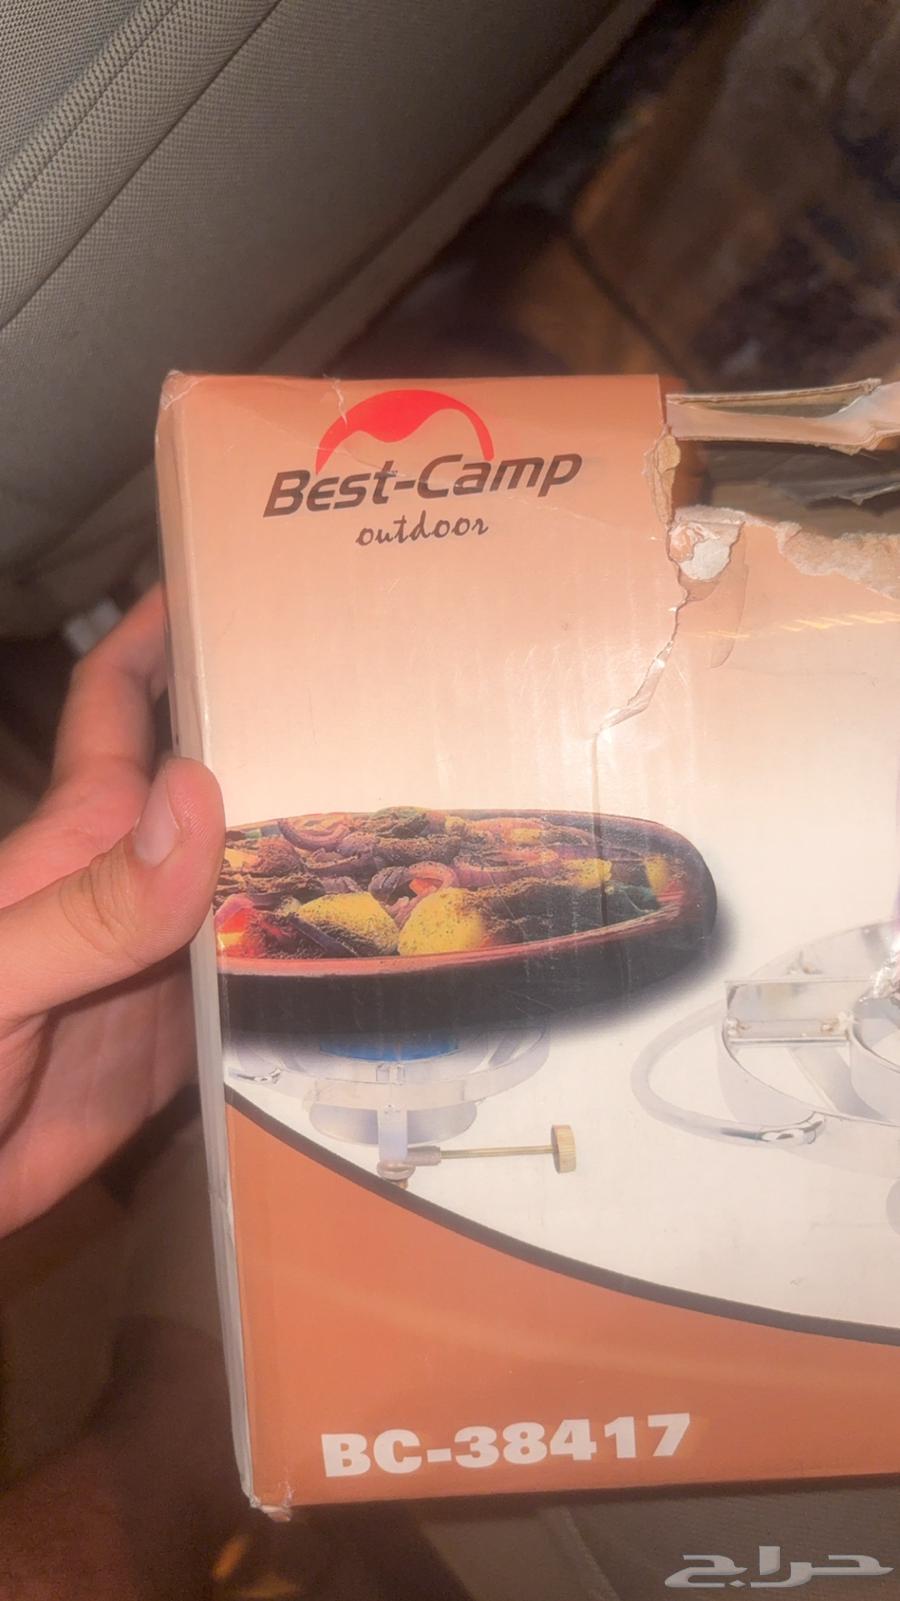 Best-Camp
outdoor
BC-38417
حراج